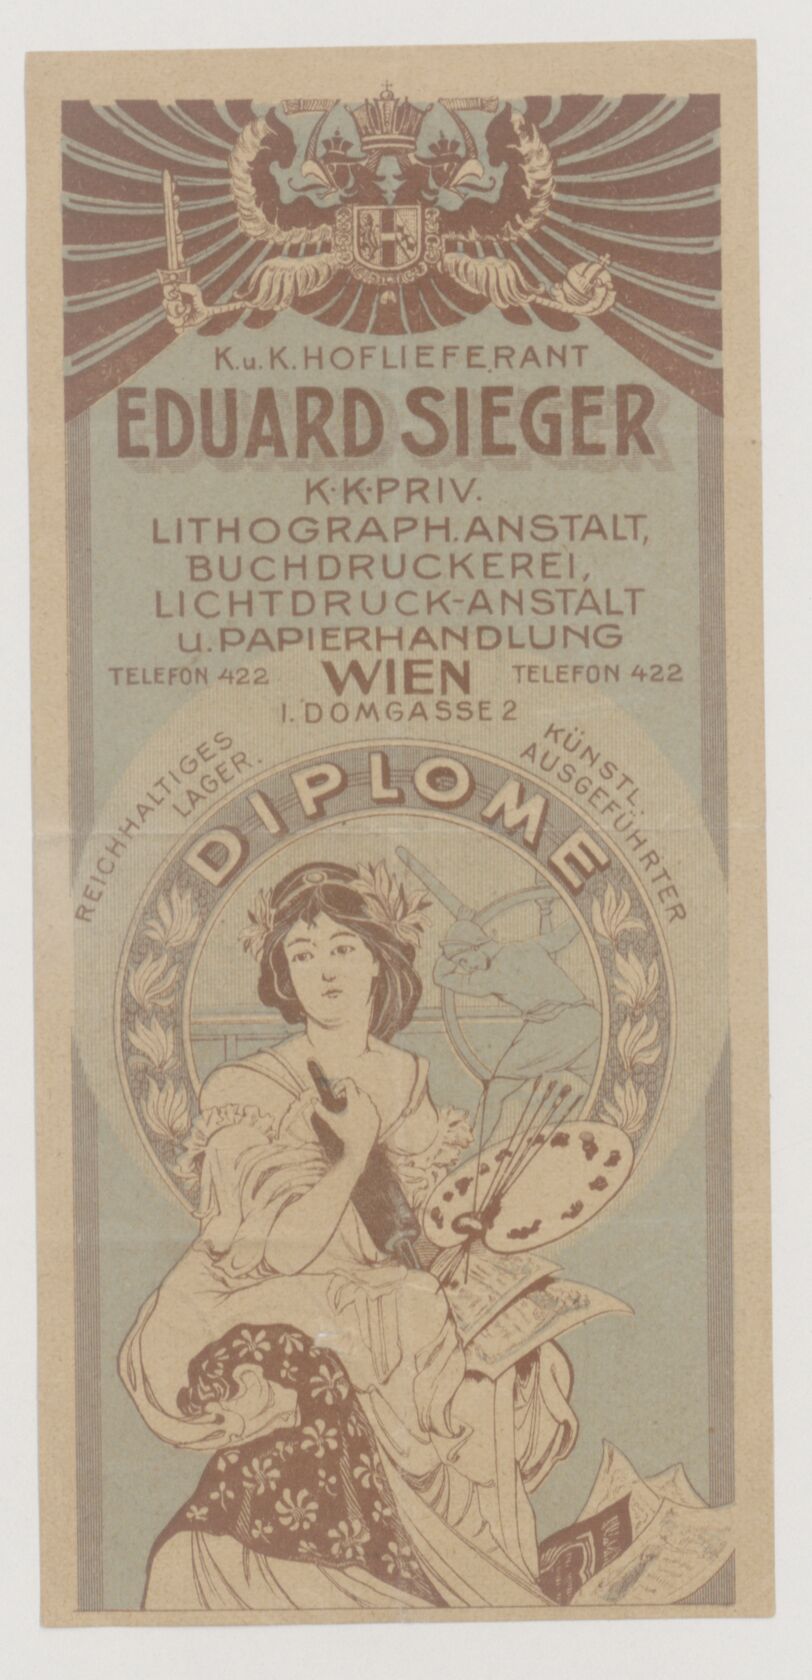 K.u.K.HOFLIEFERANT
EDUARD SIEGER
K·K·PRIV.
LITHOGRAPH.ANSTALT,
BUCHDRUCKEREI,
LICHTDRUCK-ANSTALT
u.PAPIERHANDLUNG
TELEFON 422 WIEN TELEFON 422
I. DOMGASSE 2
REICHHALTIGES
LAGER.
KÜNSTL.
AUSGEFÜHRTER
DIPLOME